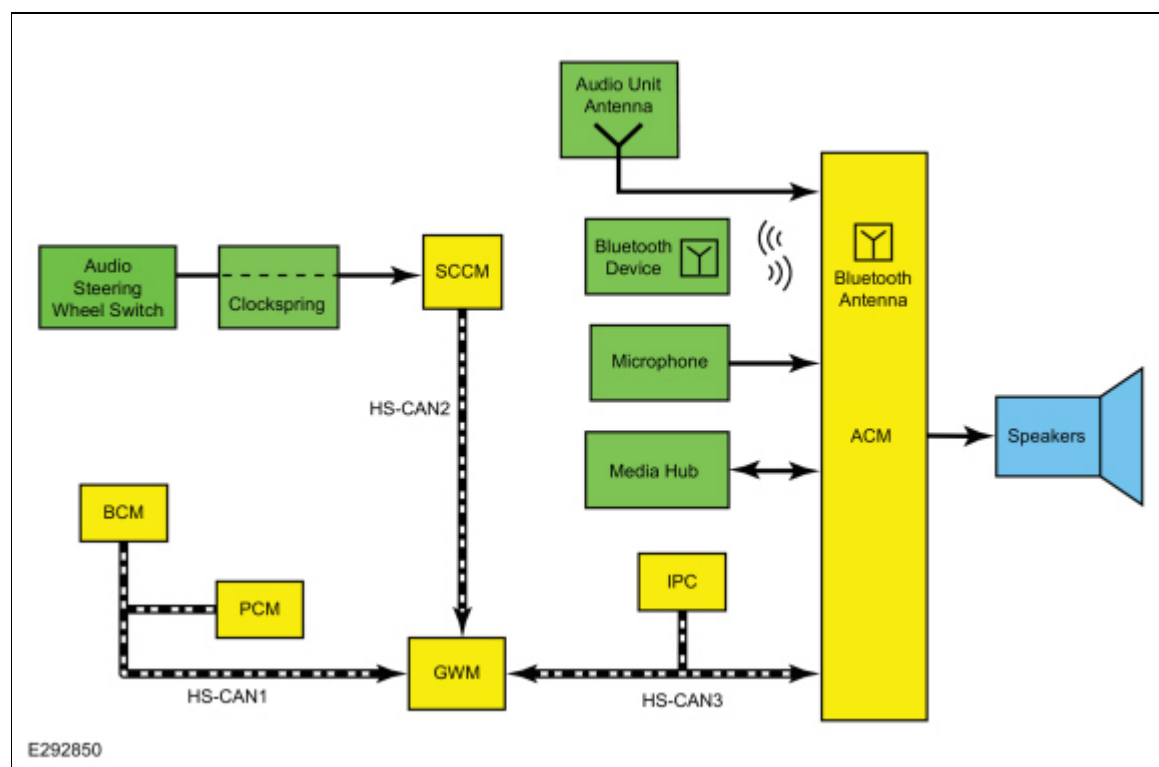 Audio Unit
Antenna
Bluetooth
Device
Bluetooth
Antenna
Audio
Steering
Wheel Switch
Clockspring
SCCM
Microphone
HS-CAN2
ACM
Speakers
Media Hub
BCM
IPC
PCM
GWM
HS-CAN1
HS-CAN3
E292850